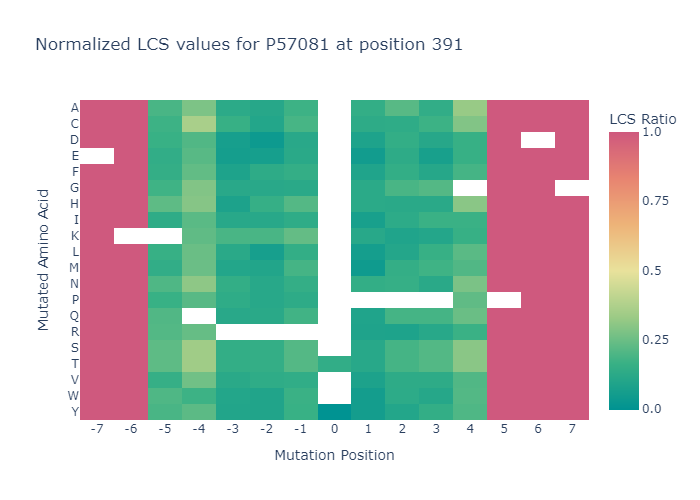 Normalized LCS values for P57081 at position 391
LCS Ratio
1.0
0.75
0.5
0.25
0.0
Mutated Amino Acid
A
C
D
E
F
G
H
I
K
L
M
N
P
Q
R
S
T
V
W
Y
-7 -6 -5 -4 -3 -2 -1 0 1 2 3 4 5 6 7
Mutation Position